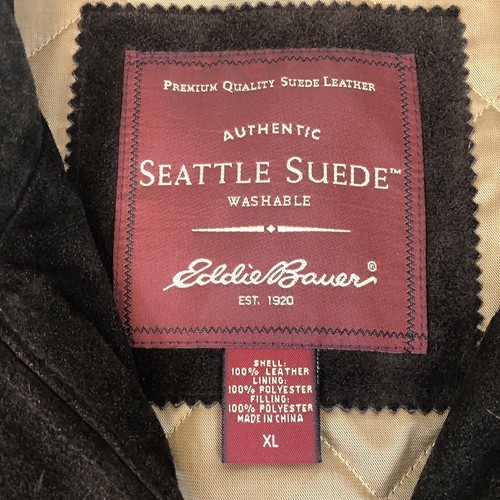 PREMIUM QUALITY SUEDE LEATHER
AUTHENTIC
SEATTLE SUEDE™
WASHABLE
Eddie Bauer®
EST. 1920
SHELL:
100% LEATHER
LINING:
100% POLYESTER
FILLING:
100% POLYESTER
MADE IN CHINA
XL